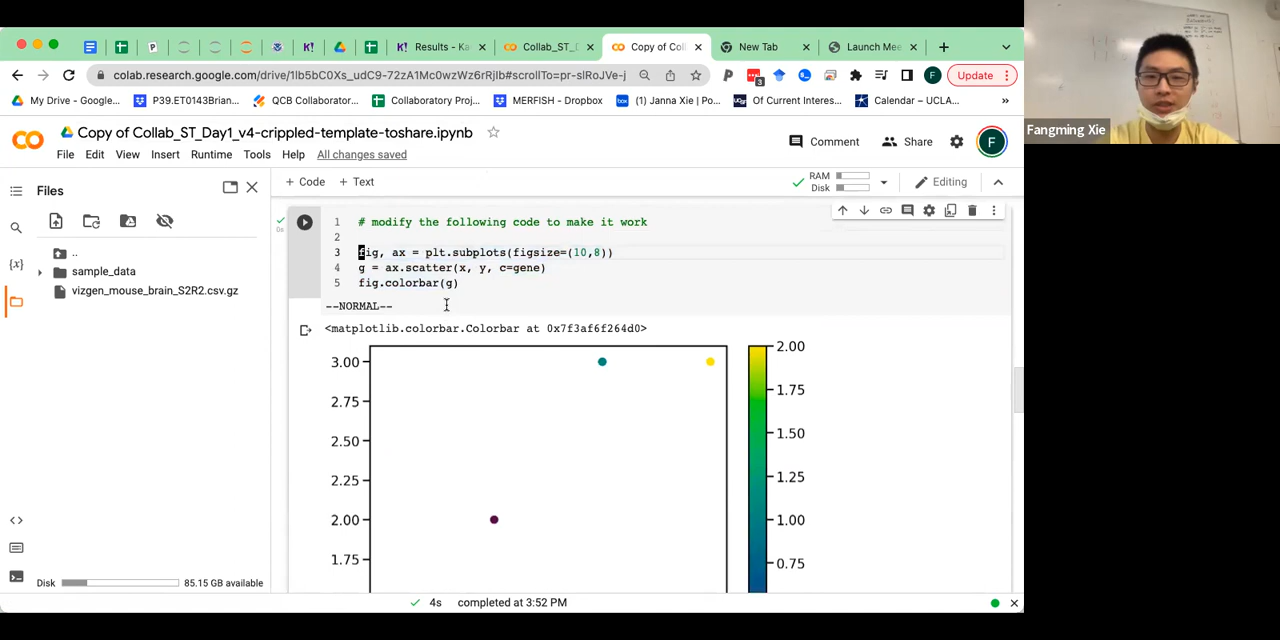 Results - Ka
Collab_ST_D
Copy of Colla
New Tab
Launch Mee
colab.research.google.com/drive/1lb5bC0Xs_udC9-72zA1Mc0wzWz6rRjlb#scrollTo=pr-slRoJVe-j
Update
My Drive - Google...
P39.ET0143Brian...
QCB Collaborator...
Collaborative Proj...
MERFISH - Dropbox
(1) Janna Xie | Po...
Of Current Interes...
Calendar – UCLA...
Fangming Xie
Copy of Collab_ST_Day1_v4-crippled-template-toshare.ipynb
File Edit View Insert Runtime Tools Help All changes saved
Comment
Share
F
Files
+ Code + Text
RAM
Disk
Editing
..
sample_data
vizgen_mouse_brain_S2R2.csv.gz
0s
1 # modify the following code to make it work
2
3 fig, ax = plt.subplots(figsize=(10,8))
4 g = ax.scatter(x, y, c=gene)
5 fig.colorbar(g)
--NORMAL--
<matplotlib.colorbar.Colorbar at 0x7f3af6f264d0>
3.00
2.75
2.50
2.25
2.00
1.75
2.00
1.75
1.50
1.25
1.00
0.75
Disk
85.15 GB available
4s completed at 3:52 PM